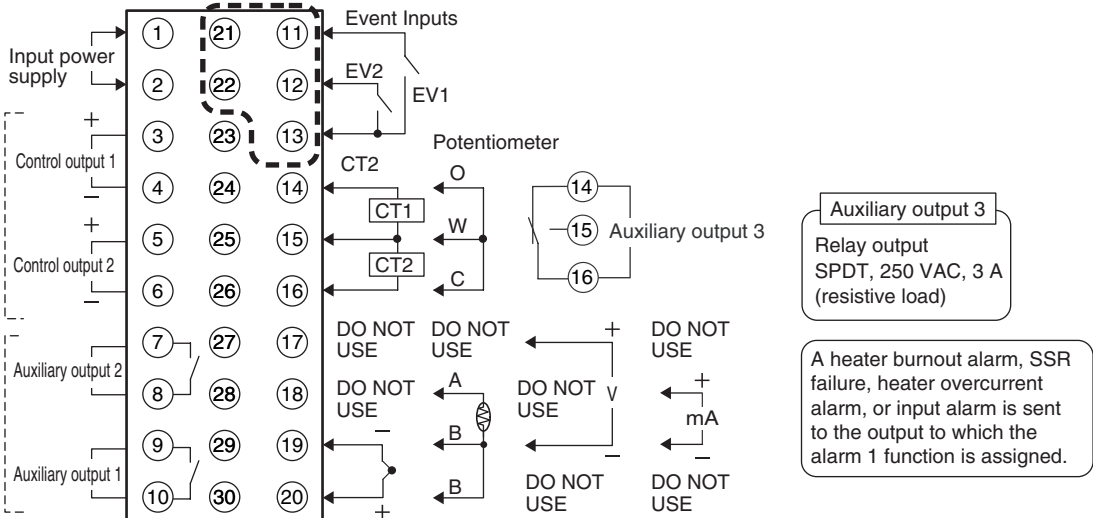 Input power
supply
+
Control output 1
−
+
Control output 2
−
Auxiliary output 2
Auxiliary output 1
1 21 11
2 22 12
3 23 13
4 24 14
5 25 15
6 26 16
7 27 17
8 28 18
9 29 19
10 30 20
Event Inputs
EV2
EV1
CT2
CT1
CT2
Potentiometer
O
W
C
14
15
16
Auxiliary output 3
DO NOT
USE
DO NOT
USE
−
+
DO NOT
USE
A
B
B
+
DO NOT
USE
V
−
DO NOT
USE
DO NOT
USE
+
mA
−
DO NOT
USE
Auxiliary output 3
Relay output
SPDT, 250 VAC, 3 A
(resistive load)
A heater burnout alarm, SSR
failure, heater overcurrent
alarm, or input alarm is sent
to the output to which the
alarm 1 function is assigned.